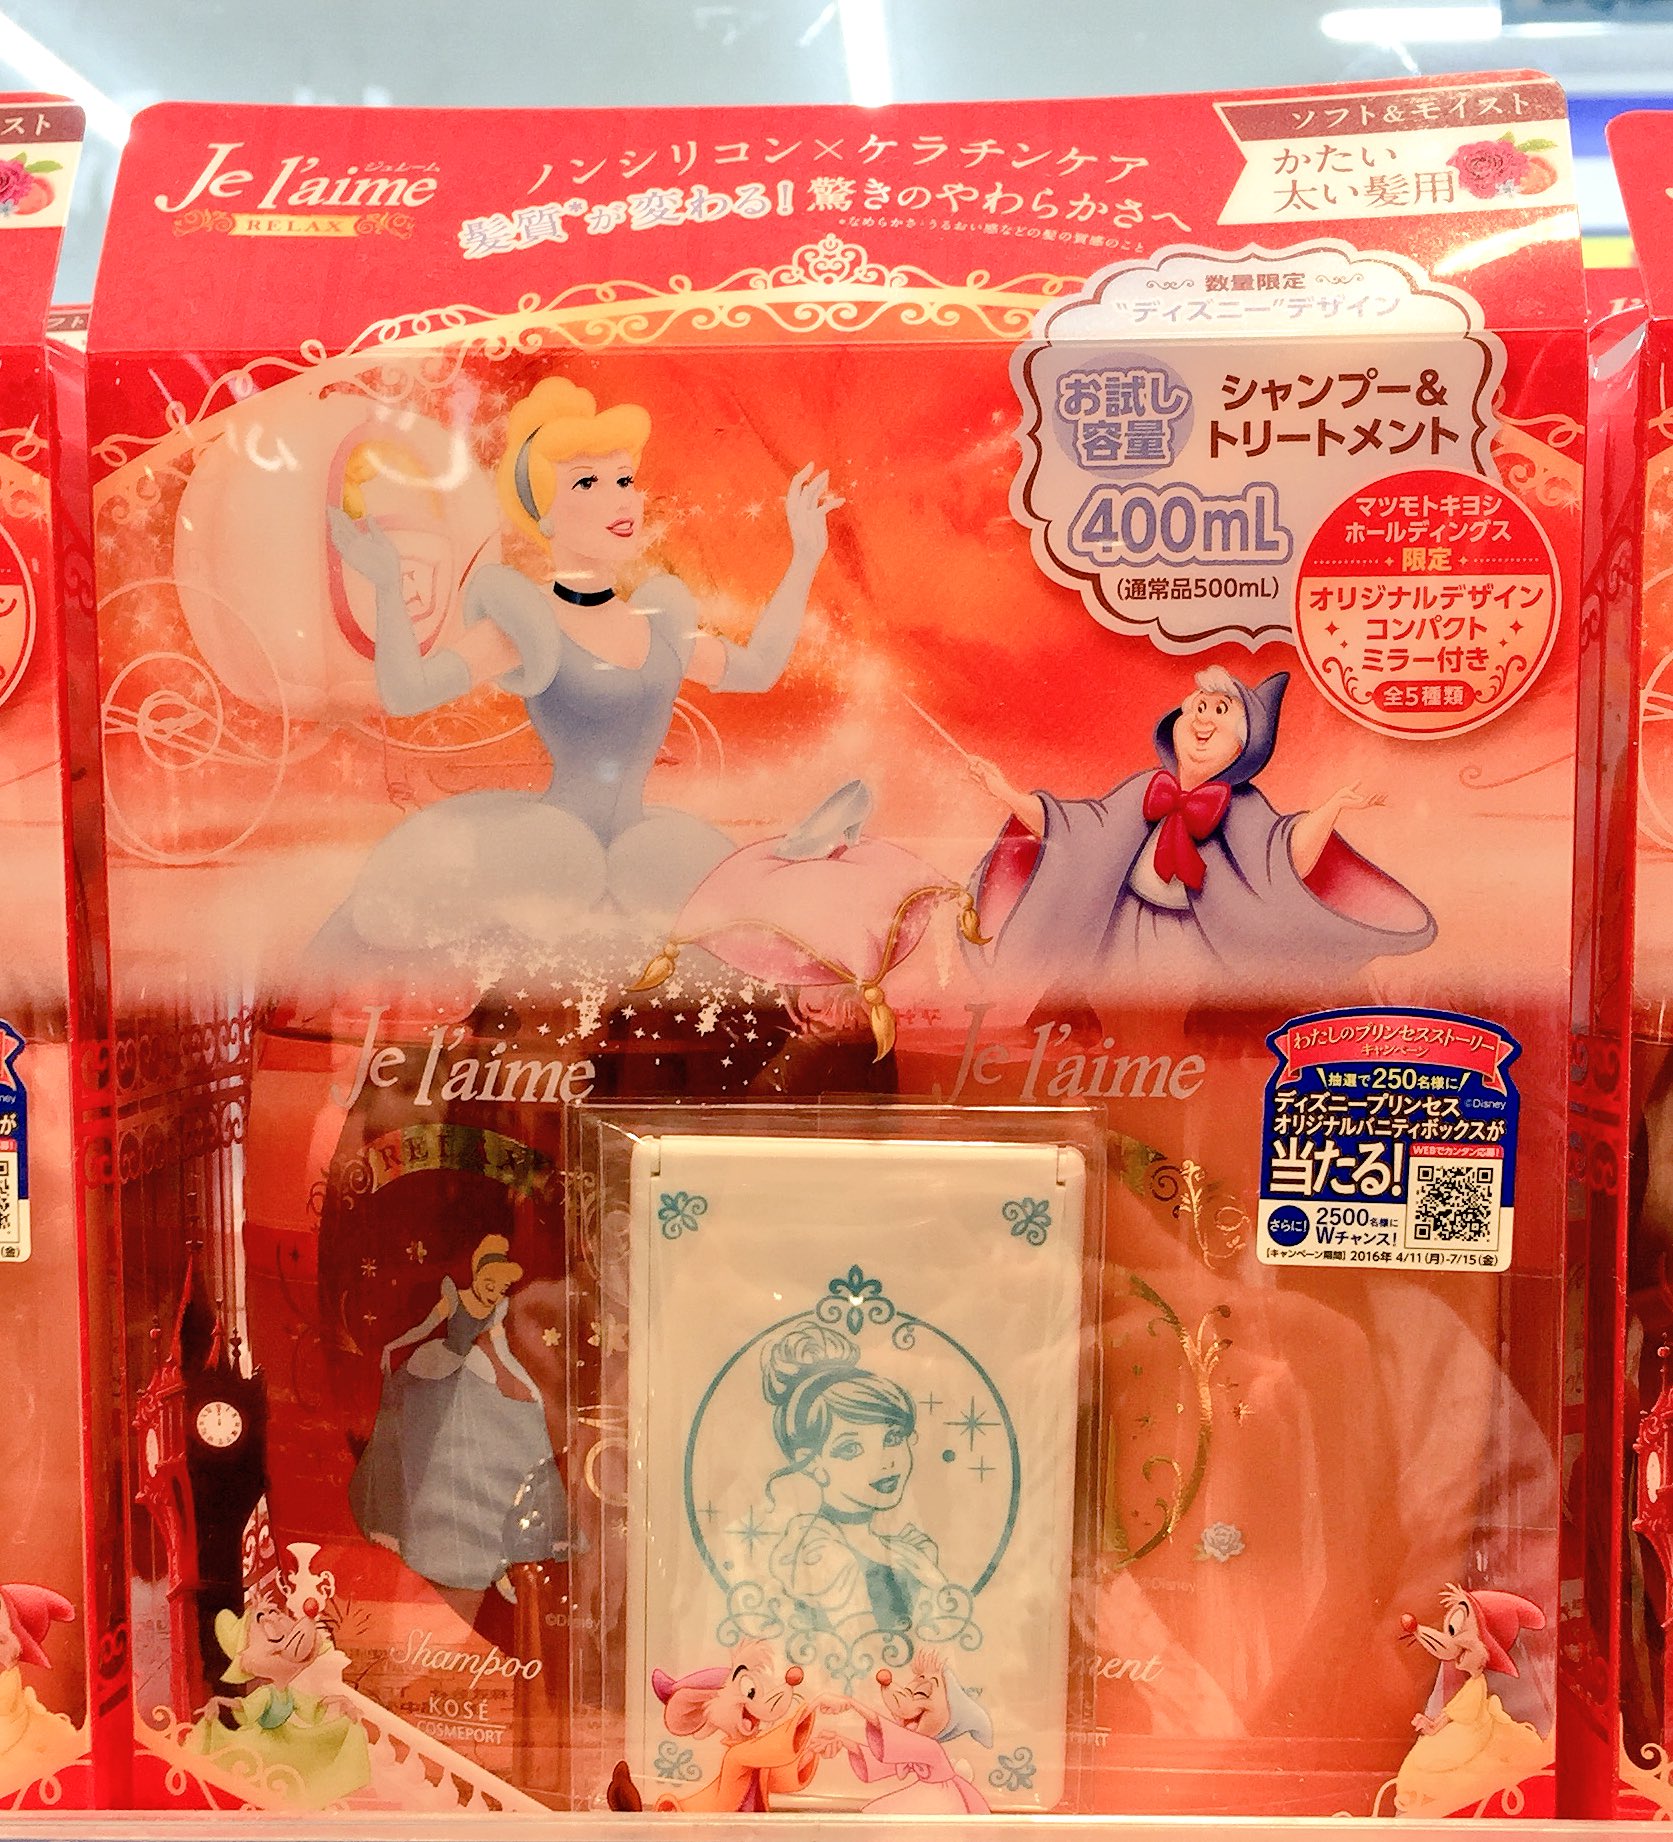 Je l'aime
ジュレーム
RELAX
ノンシリコン×ケラチンケア
髪質*が変わる!驚きのやわらかさへ
*なめらかさ・うるおい感などの髪の質感のこと
ソフト&モイスト
かたい
太い髪用
数量限定
"ディズニー"デザイン
お試し
容量
シャンプー&
トリートメント
400mL
(通常品500mL)
マツモトキヨシ
ホールディングス
限定
オリジナルデザイン
コンパクト
ミラー付き
全5種類
Je l'aime
Je l'aime
RELAX
わたしのプリンセスストーリー
キャンペーン
抽選で250名様に
ディズニープリンセス ©Disney
オリジナルバニティボックスが
当たる!
WEBでカンタン応募!
さらに! 2500名様に
Wチャンス!
[キャンペーン期間] 2016年 4/11(月)-7/15(金)
©Disney
©Disney
Shampoo
KOSÉ
COSMEPORT
ment
スト
(金)